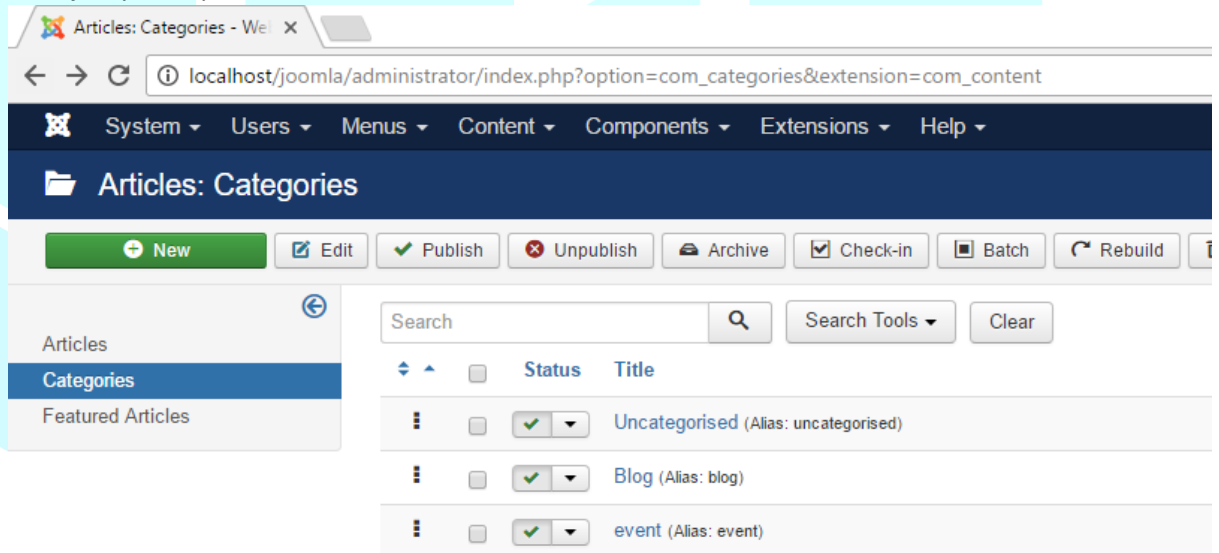 Articles: Categories - We
localhost/joomla/administrator/index.php?option=com_categories&extension=com_content
System Users Menus Content Components Extensions Help
Articles: Categories
New Edit Publish Unpublish Archive Check-in Batch Rebuild
Search Search Tools Clear
Articles
Categories
Featured Articles
Status Title
Uncategorised (Alias: uncategorised)
Blog (Alias: blog)
event (Alias: event)